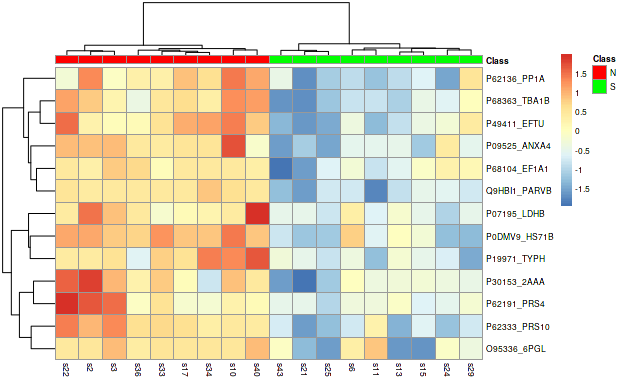 Class
Class
N
S
1.5
1
0.5
0
-0.5
-1
-1.5
P62136_PP1A
P68363_TBA1B
P49411_EFTU
P09525_ANXA4
P68104_EF1A1
Q9HBI1_PARVB
P07195_LDHB
P0DMV9_HS71B
P19971_TYPH
P30153_2AAA
P62191_PRS4
P62333_PRS10
O95336_6PGL
s22 s2 s3 s36 s33 s17 s34 s10 s40 s43 s21 s25 s6 s11 s13 s15 s24 s29